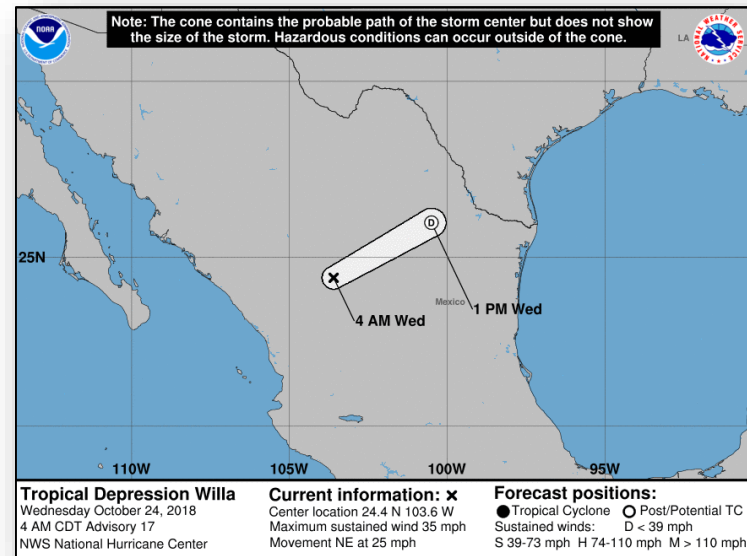 Note: The cone contains the probable path of the storm center but does not show
the size of the storm. Hazardous conditions can occur outside of the cone.
NOAA
NATIONAL WEATHER SERVICE
LA
25N
D
Mexico
1 PM Wed
4 AM Wed
110W 105W 100W 95W
Tropical Depression Willa
Wednesday October 24, 2018
4 AM CDT Advisory 17
NWS National Hurricane Center
Current information: ×
Center location 24.4 N 103.6 W
Maximum sustained wind 35 mph
Movement NE at 25 mph
Forecast positions:
● Tropical Cyclone ○ Post/Potential TC
Sustained winds: D < 39 mph
S 39-73 mph H 74-110 mph M > 110 mph